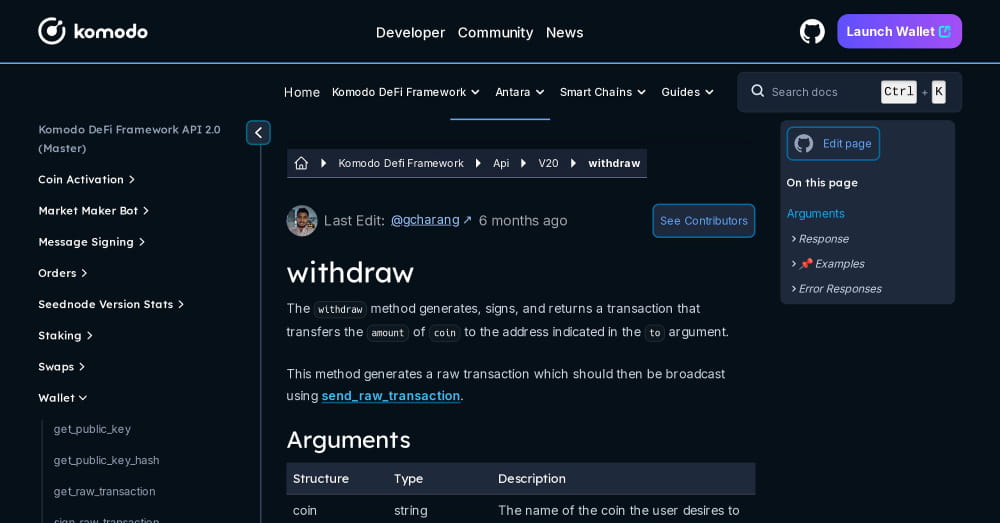 komodo
Developer Community News
Launch Wallet
Home Komodo DeFi Framework Antara Smart Chains Guides
Search docs Ctrl + K
Komodo DeFi Framework API 2.0
(Master)
Coin Activation
Market Maker Bot
Message Signing
Orders
Seednode Version Stats
Staking
Swaps
Wallet
get_public_key
get_public_key_hash
get_raw_transaction
sign_raw_transaction
Komodo Defi Framework Api V20 withdraw
Last Edit: @gcharang ↗ 6 months ago
See Contributors
withdraw
The withdraw method generates, signs, and returns a transaction that
transfers the amount of coin to the address indicated in the to argument.
This method generates a raw transaction which should then be broadcast
using send_raw_transaction.
Arguments
Structure Type Description
coin string The name of the coin the user desires to
Edit page
On this page
Arguments
Response
📌 Examples
Error Responses